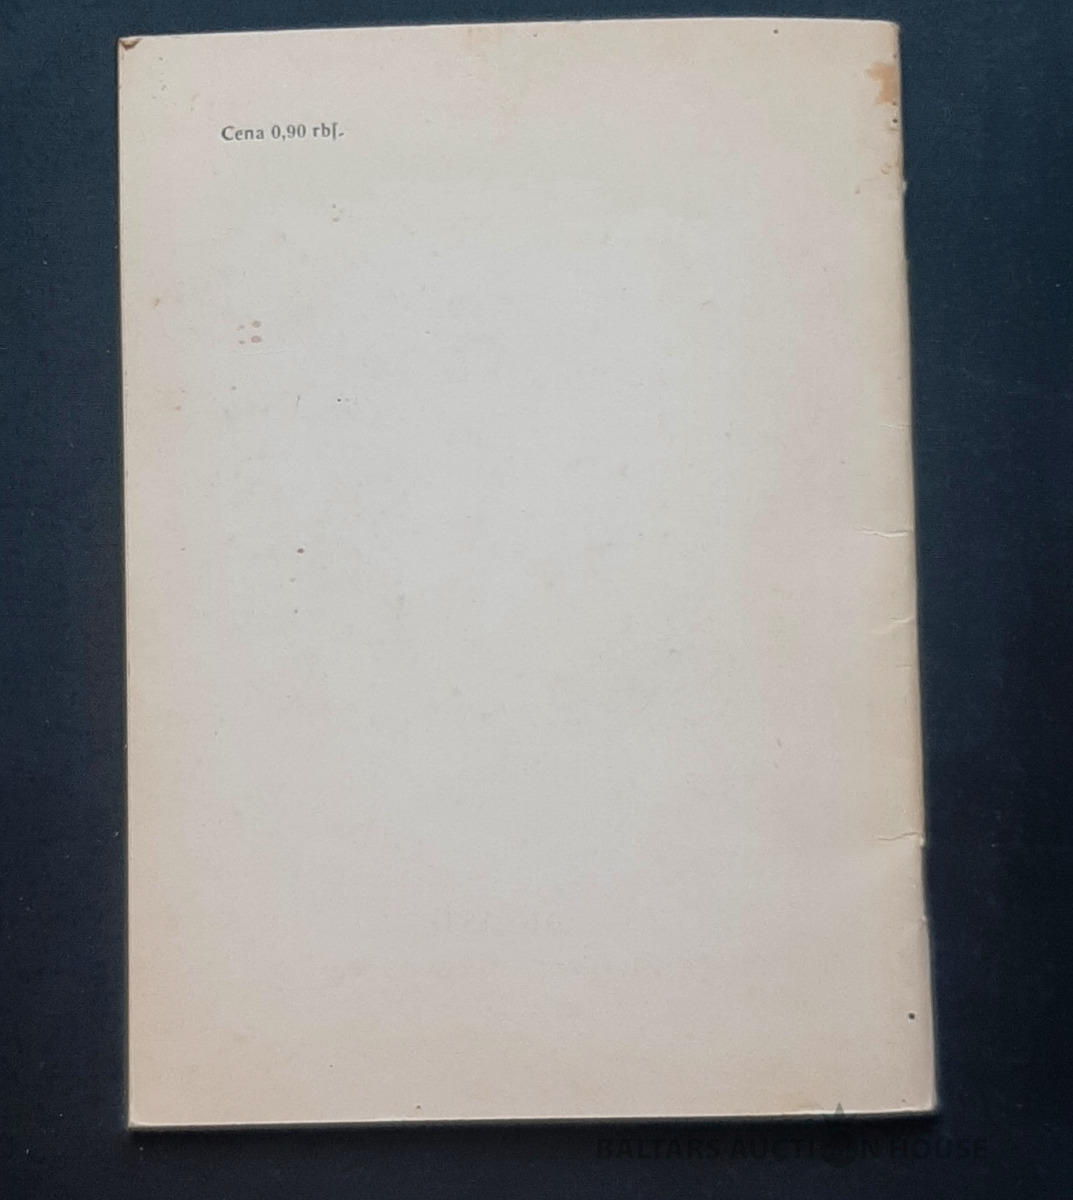 Cena 0,90 rbļ.
BALTARS AUCTION HOUSE